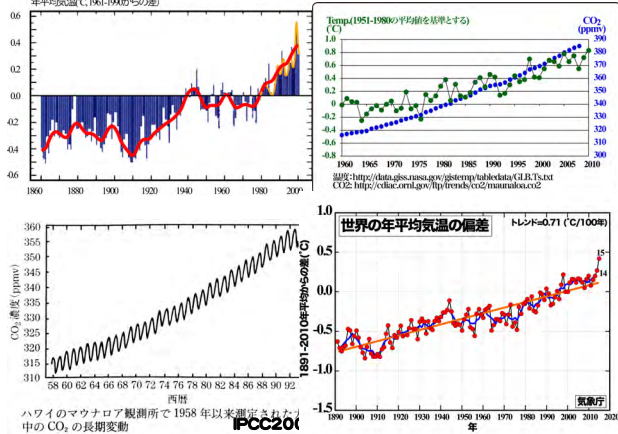 年平均気温(℃, 1961-1990からの差)
0.6
0.4
0.2
0.0
-0.2
-0.4
-0.6
1860 1880 1900 1920 1940 1960 1980
Temp.(1951-1980の平均値を基準とする)
(℃)
CO2
(ppmv)
1.0
0.8
0.6
0.4
0.2
0.0
-0.2
-0.4
-0.6
-0.8
390
380
370
360
350
340
330
320
310
300
1960 1965 1970 1975 1980 1985 1990 1995 2000 2005 2010
温度:http://data.giss.nasa.gov/gistemp/tabledata/GLB.Ts.txt
CO2: http://cdiac.ornl.gov/ftp/trends/co2/maunaloa.co2
CO₂濃度 (ppmv)
360
355
350
345
340
335
330
325
320
315
310
58 60 62 64 66 68 70 72 74 76 78 80 82 84 86 88 90 92
西暦
ハワイのマウナロア観測所で1958年以来測定された
中のCO₂の長期変動
IPCC200
世界の年平均気温の偏差
トレンド=0.71 (℃/100年)
1891-2010年平均からの差(℃)
1.0
0.5
0.0
-0.5
-1.0
-1.5
15
14
気象庁
1900 1910 1920 1930 1940 1950 1960 1970 1980 1990 2000 2010
年